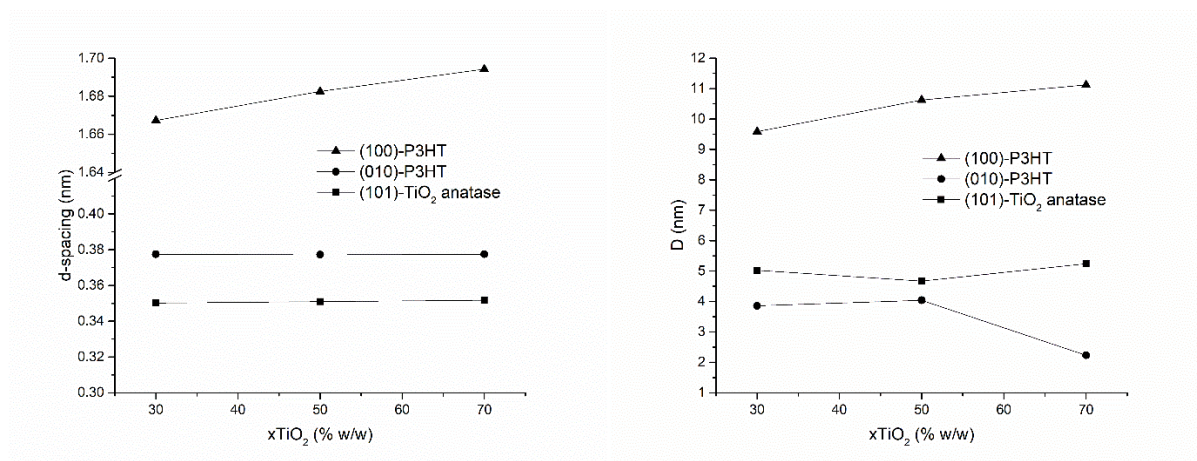 1.70
1.68
1.66
1.64
0.40
0.38
0.36
0.34
0.32
0.30
d-spacing (nm)
(100)-P3HT
(010)-P3HT
(101)-TiO₂ anatase
30 40 50 60 70
xTiO₂ (% w/w)
12
11
10
9
8
7
6
5
4
3
2
1
D (nm)
(100)-P3HT
(010)-P3HT
(101)-TiO₂ anatase
30 40 50 60 70
xTiO₂ (% w/w)